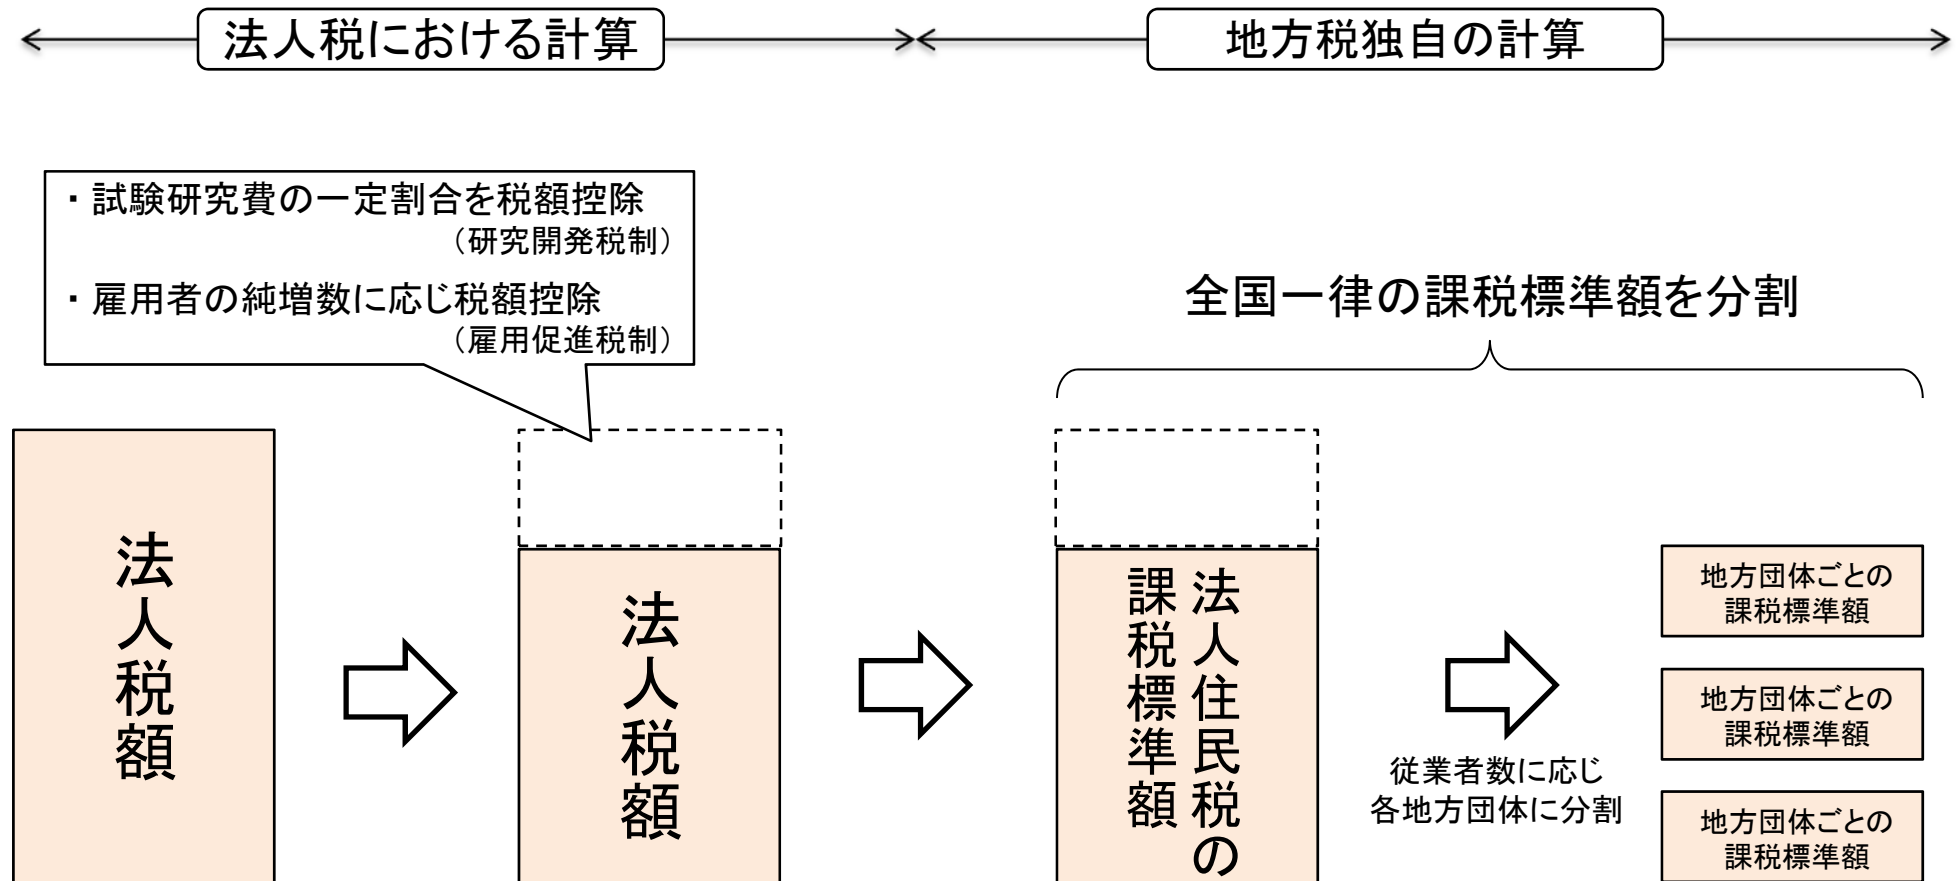 法人税における計算
地方税独自の計算
・試験研究費の一定割合を税額控除
（研究開発税制）
・雇用者の純増数に応じ税額控除
（雇用促進税制）
全国一律の課税標準額を分割
法人税額
法人税額
法人住民税の
課税標準額
従業者数に応じ
各地方団体に分割
地方団体ごとの
課税標準額
地方団体ごとの
課税標準額
地方団体ごとの
課税標準額